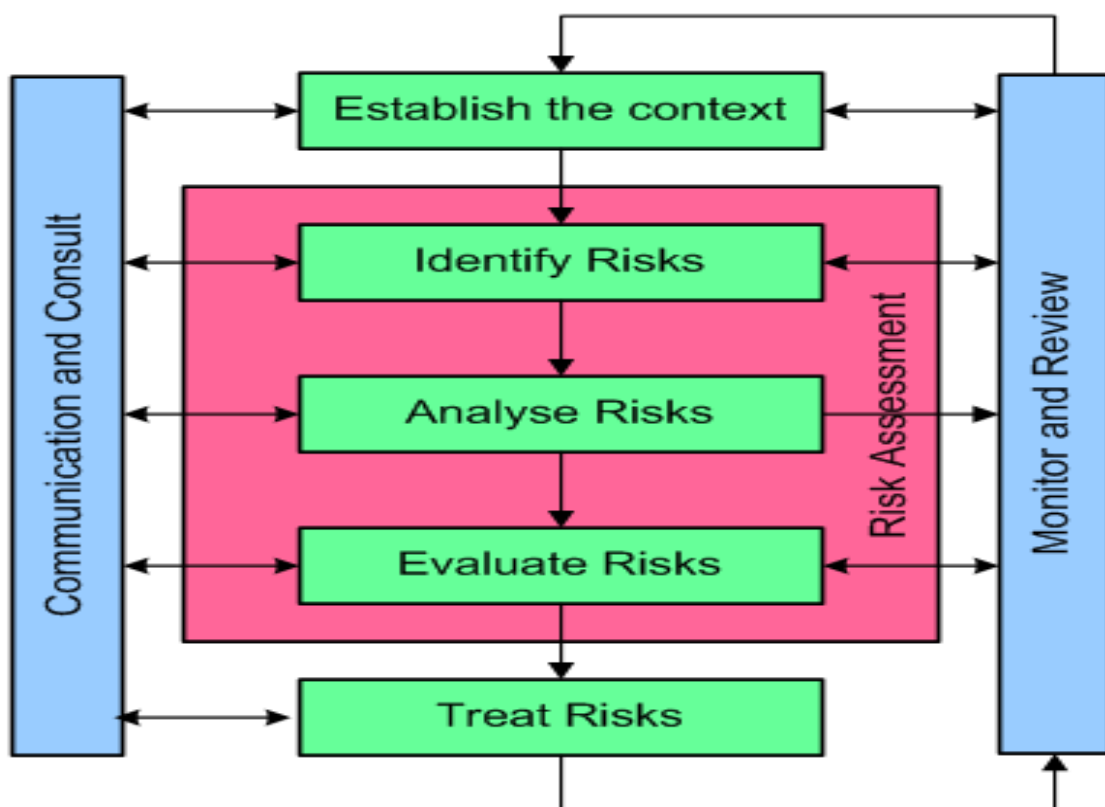 Establish the context
Communication and Consult
Identify Risks
Analyse Risks
Evaluate Risks
Risk Assessment
Monitor and Review
Treat Risks